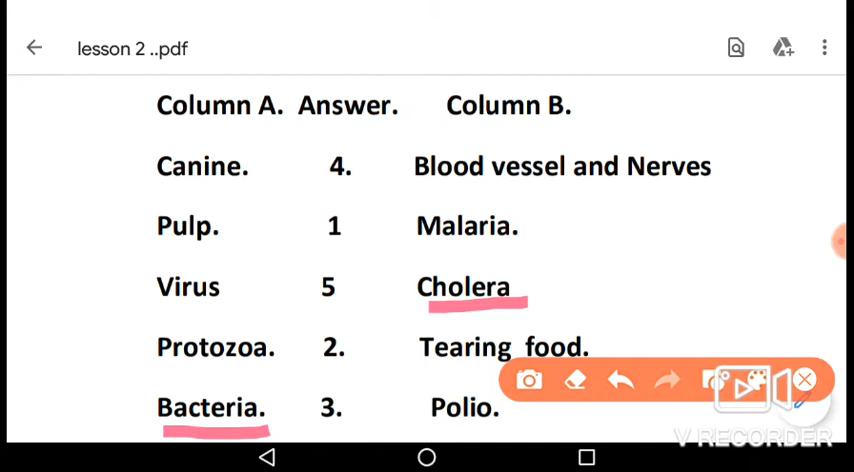 lesson 2 ..pdf
Column A. Answer. Column B.
Canine. 4. Blood vessel and Nerves
Pulp. 1 Malaria.
Virus 5 Cholera
Protozoa. 2. Tearing food.
Bacteria. 3. Polio.
V RECORDER